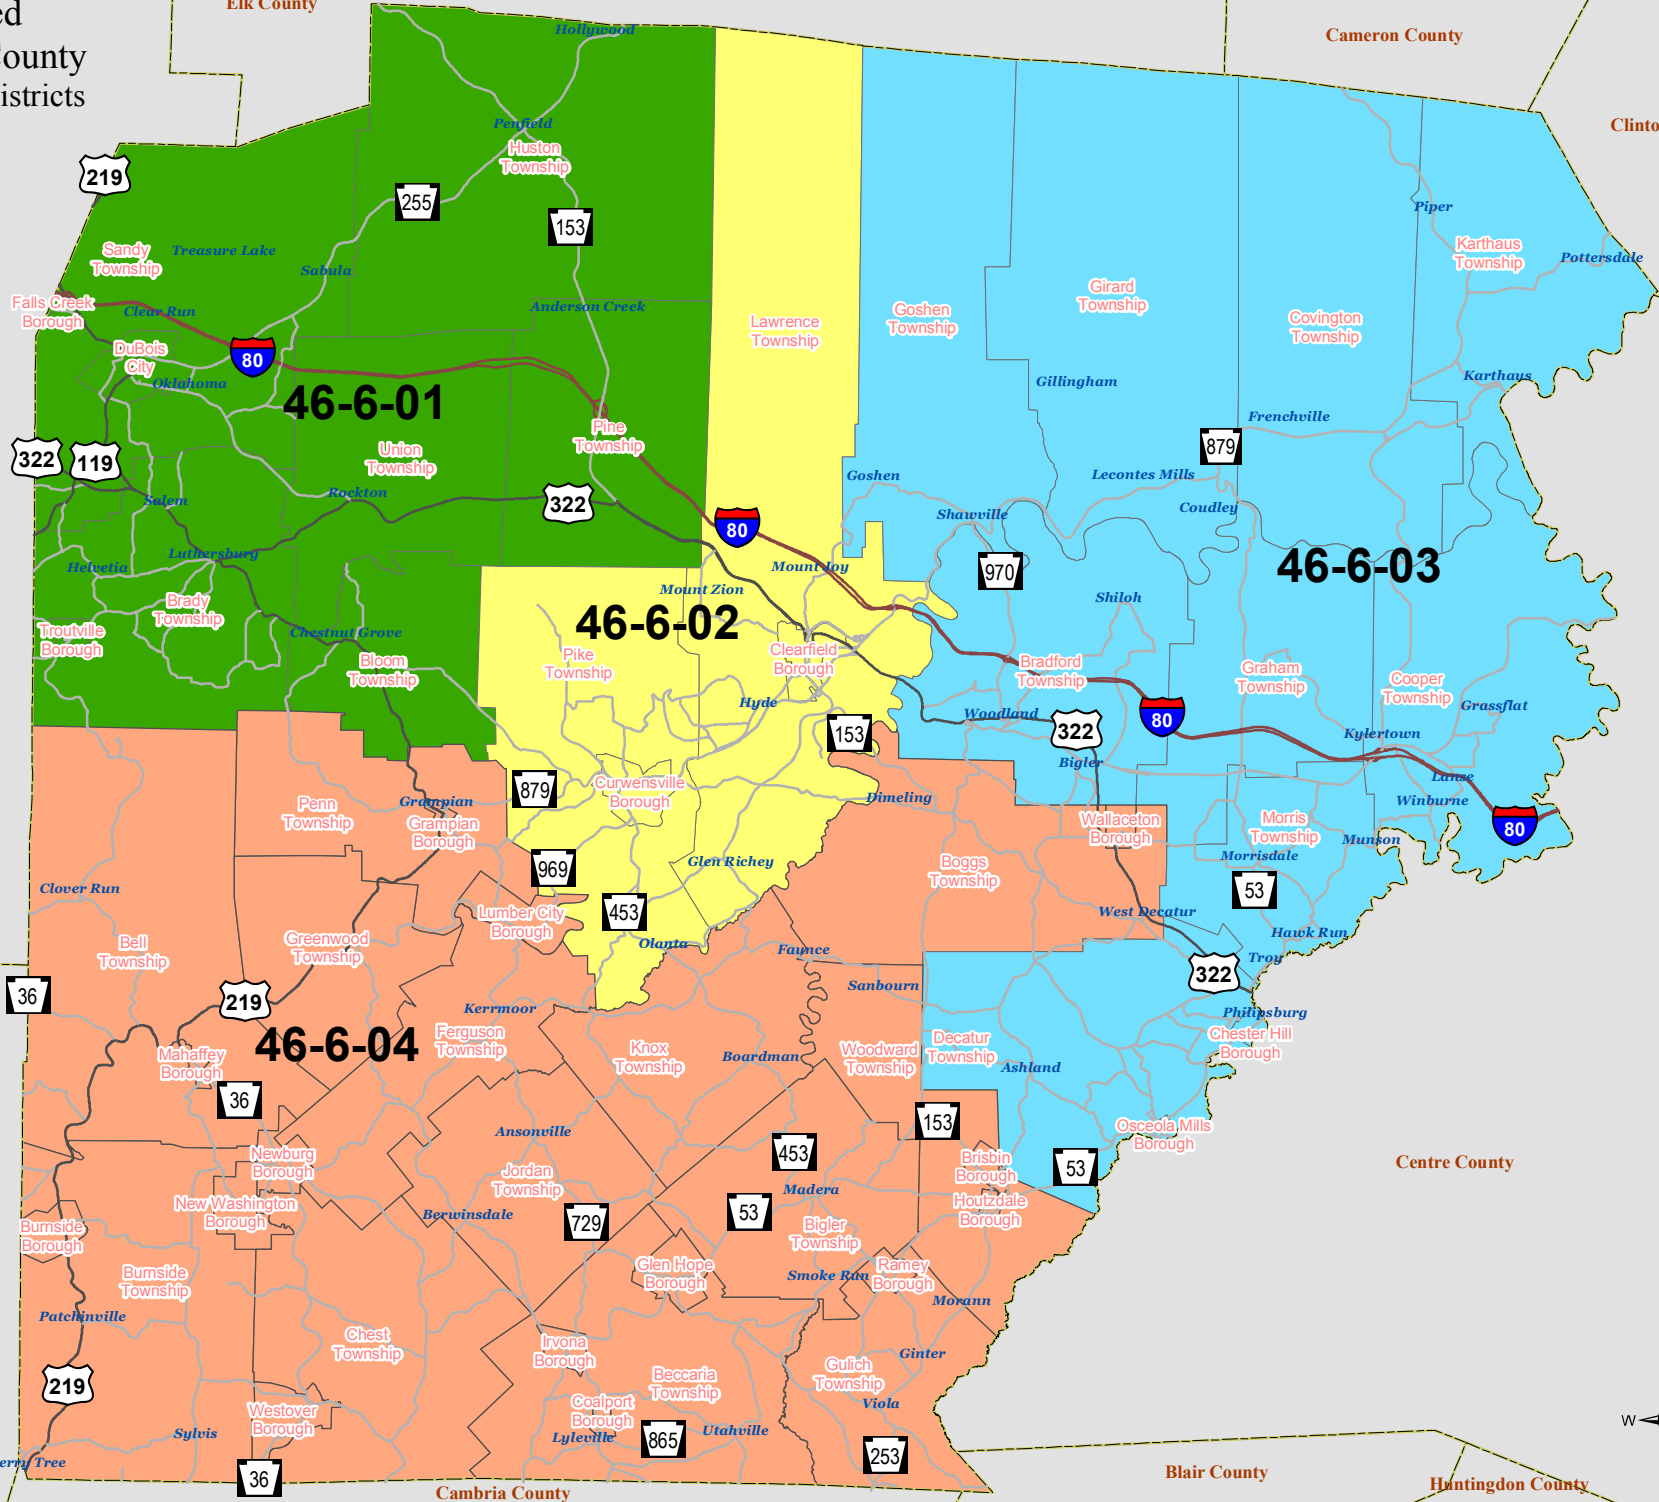 Elk County
ounty
istricts
Cameron County
Clinto
Hollywood
Penfield
Huston
Township
219
255
153
Sandy
Township
Treasure Lake
Sabula
Piper
Karthaus
Township
Pottersdale
Falls Creek
Borough
Clear Run
Anderson Creek
Lawrence
Township
Goshen
Township
Girard
Township
Covington
Township
DuBois
City
80
Oklahoma
46-6-01
Gillingham
Karthaus
Frenchville
Pine
Township
879
322
119
Union
Township
Goshen
Lecontes Mills
Salem
Rockton
322
80
Shawville
Coudley
Luthersburg
Helvetia
Mount Joy
970
46-6-03
Mount Zion
Brady
Township
46-6-02
Shiloh
Troutville
Borough
Chestnut Grove
Bloom
Township
Pike
Township
Clearfield
Borough
Bradford
Township
Graham
Township
Cooper
Township
Hyde
Woodland
Grassflat
153
322
80
Kylertown
Bigler
Lanse
879
Curwensville
Borough
Dimeling
Winburne
80
Penn
Township
Grampian
Grampian
Borough
Wallaceton
Borough
Morris
Township
Munson
Morrisdale
969
Glen Richey
Boggs
Township
Clover Run
53
453
Lumber City
Borough
West Decatur
Bell
Township
Greenwood
Township
Olanta
Faunce
Hawk Run
Troy
322
36
219
Kerrmoor
Sanbourn
Philipsburg
46-6-04
Ferguson
Township
Knox
Township
Boardman
Woodward
Township
Decatur
Township
Chester Hill
Borough
Mahaffey
Borough
Ashland
36
153
Ansonville
Osceola Mills
Borough
Newburg
Borough
453
Brisbin
Borough
53
Centre County
Jordan
Township
Madera
New Washington
Borough
Berwinsdale
729
53
Houtzdale
Borough
Burnside
Borough
Bigler
Township
Burnside
Township
Glen Hope
Borough
Smoke Run
Ramey
Borough
Morann
Patchinville
Chest
Township
Irvona
Borough
Ginter
219
Beccaria
Township
Gulich
Township
Westover
Borough
Coalport
Borough
Viola
Sylvis
Lyleville
865
Utahville
W
253
erry Tree
36
Blair County
Huntingdon County
Cambria County